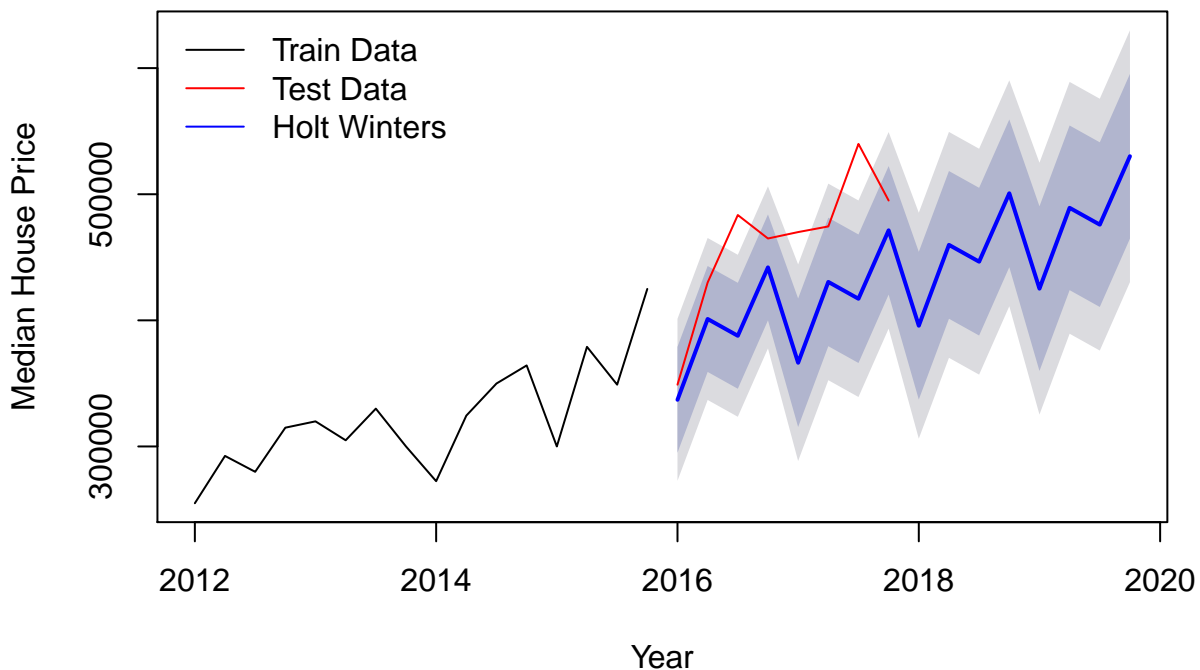 Train Data
Test Data
Holt Winters
Median House Price
500000
300000
2012 2014 2016 2018 2020
Year